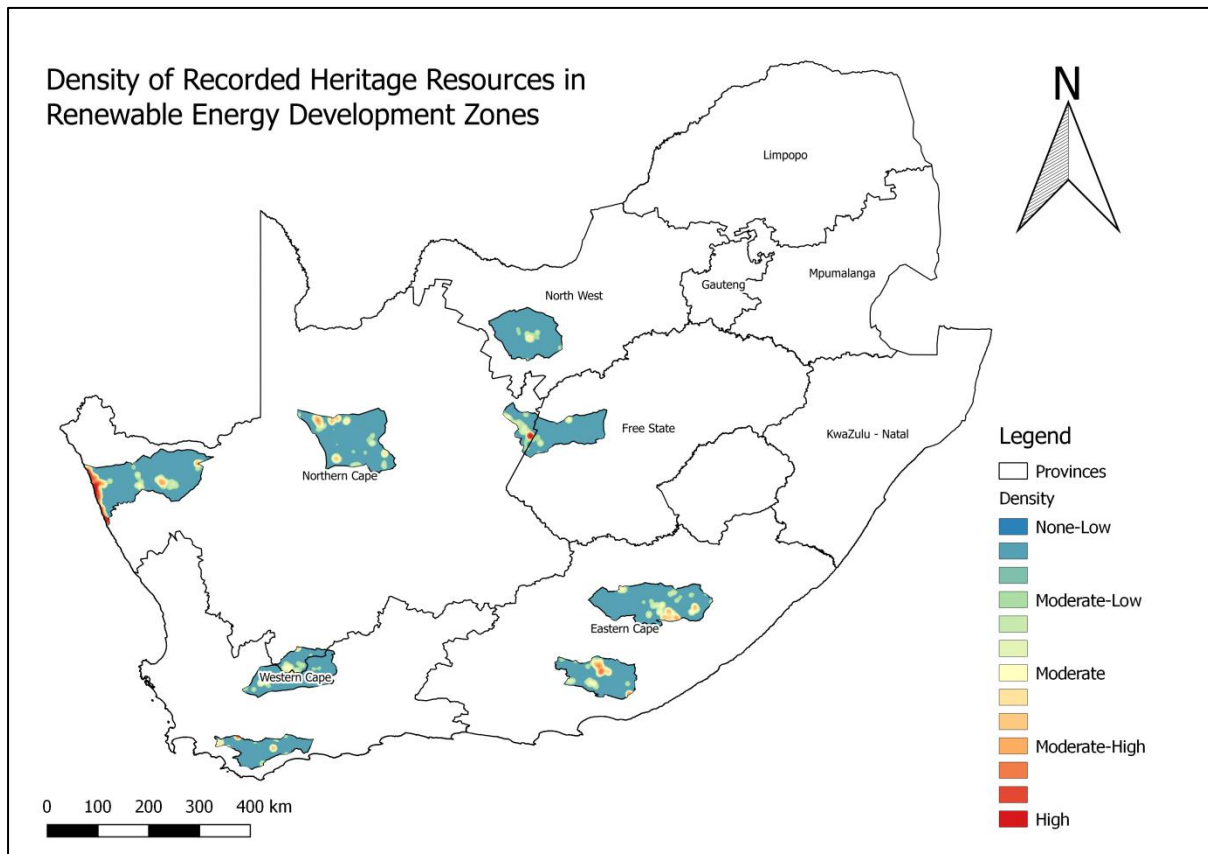 Density of Recorded Heritage Resources in
Renewable Energy Development Zones
N
Limpopo
Mpumalanga
Gauteng
North West
Free State
KwaZulu - Natal
Northern Cape
Eastern Cape
Western Cape
Legend
Provinces
Density
None-Low
Moderate-Low
Moderate
Moderate-High
High
0 100 200 300 400 km